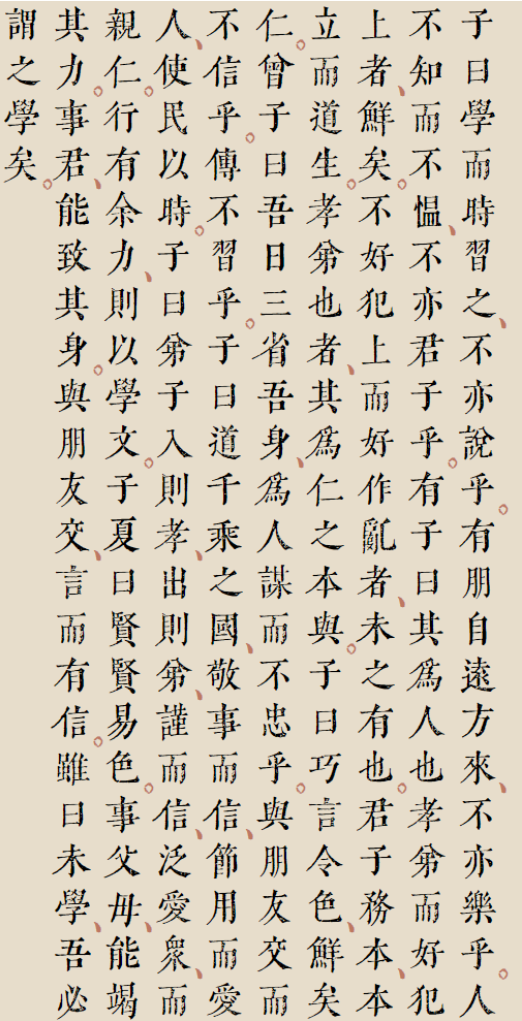 子曰學而時習之、不亦說乎。有朋自遠方來、不亦樂乎。人
不知而不慍、不亦君子乎。有子曰其爲人也孝弟而好犯
上者、鮮矣。不好犯上而好作亂者、未之有也。君子務本、本
立而道生。孝弟也者、其爲仁之本與。子曰巧言令色、鮮矣
仁。曾子曰吾日三省吾身、爲人謀而不忠乎。與朋友交而
不信乎。傳不習乎。子曰道千乘之國、敬事而信、節用而愛
人、使民以時。子曰弟子入則孝、出則弟、謹而信、泛愛衆、而
親仁。行有余力、則以學文。子夏曰賢賢易色。事父母、能竭
其力。事君、能致其身。與朋友交、言而有信。雖曰未學、吾必
謂之學矣。